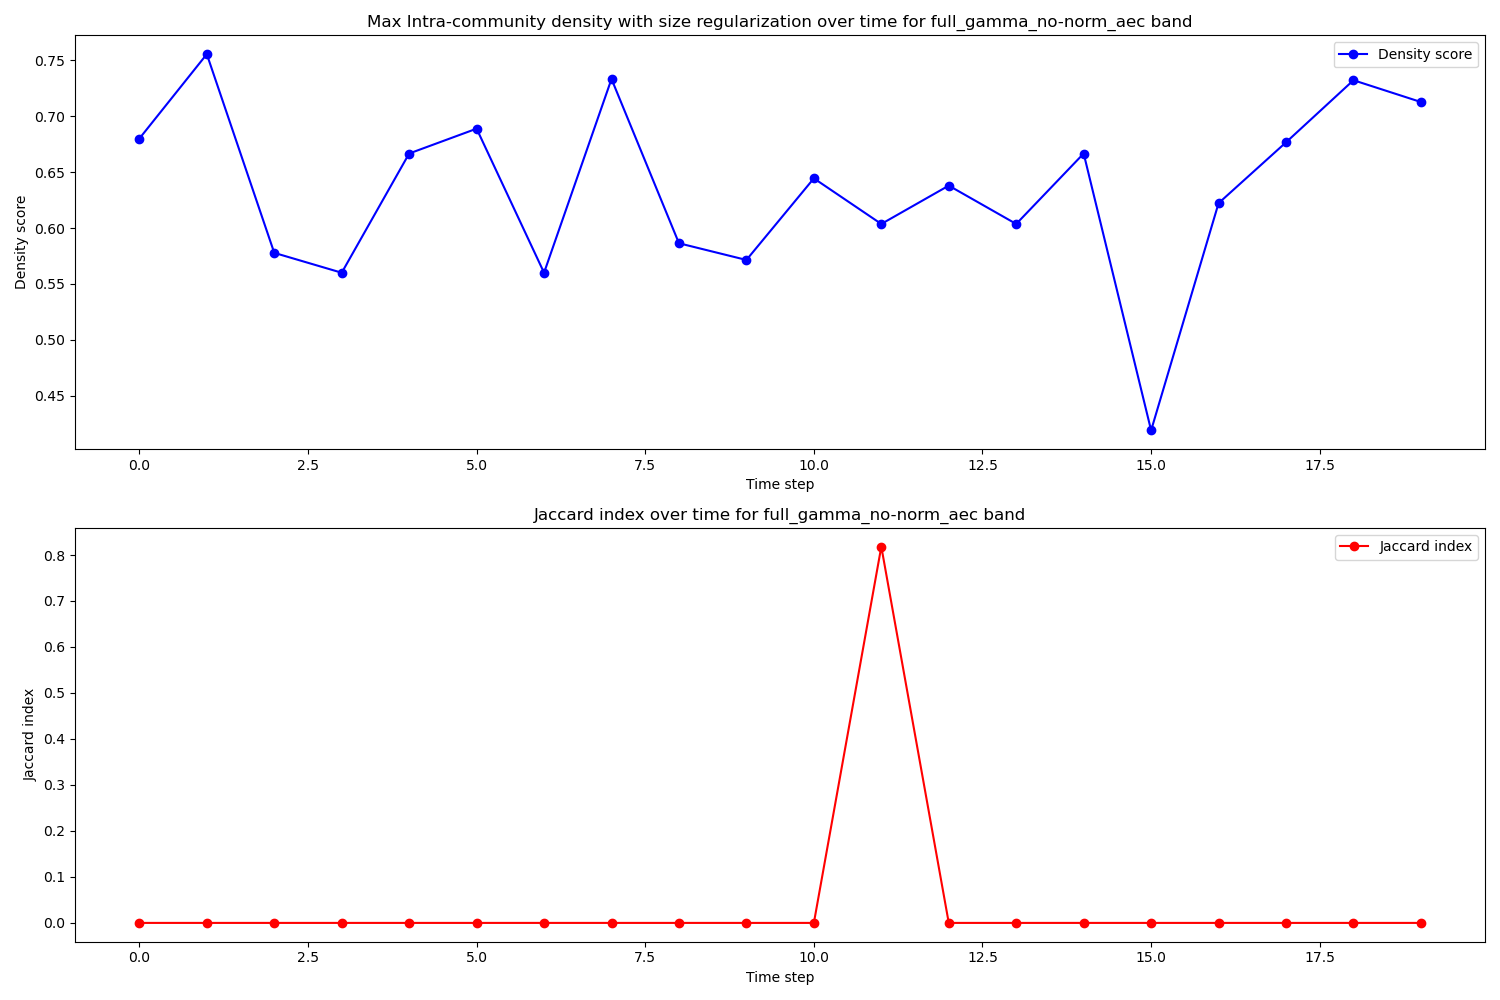 Max Intra-community density with size regularization over time for full_gamma_no-norm_aec band
Density score
0.75
0.70
0.65
0.60
0.55
0.50
0.45
Density score
0.0 2.5 5.0 7.5 10.0 12.5 15.0 17.5
Time step
Jaccard index over time for full_gamma_no-norm_aec band
Jaccard index
0.8
0.7
0.6
0.5
0.4
0.3
0.2
0.1
0.0
Jaccard index
0.0 2.5 5.0 7.5 10.0 12.5 15.0 17.5
Time step